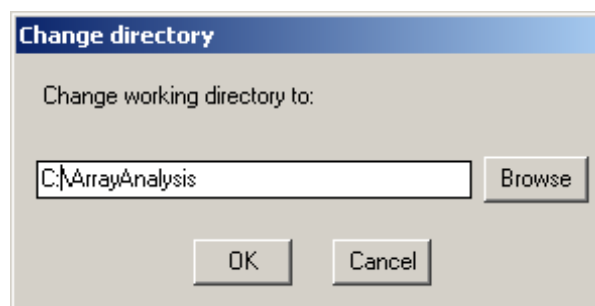 Change directory
Change working directory to:
C:\ArrayAnalysis
Browse
OK
Cancel